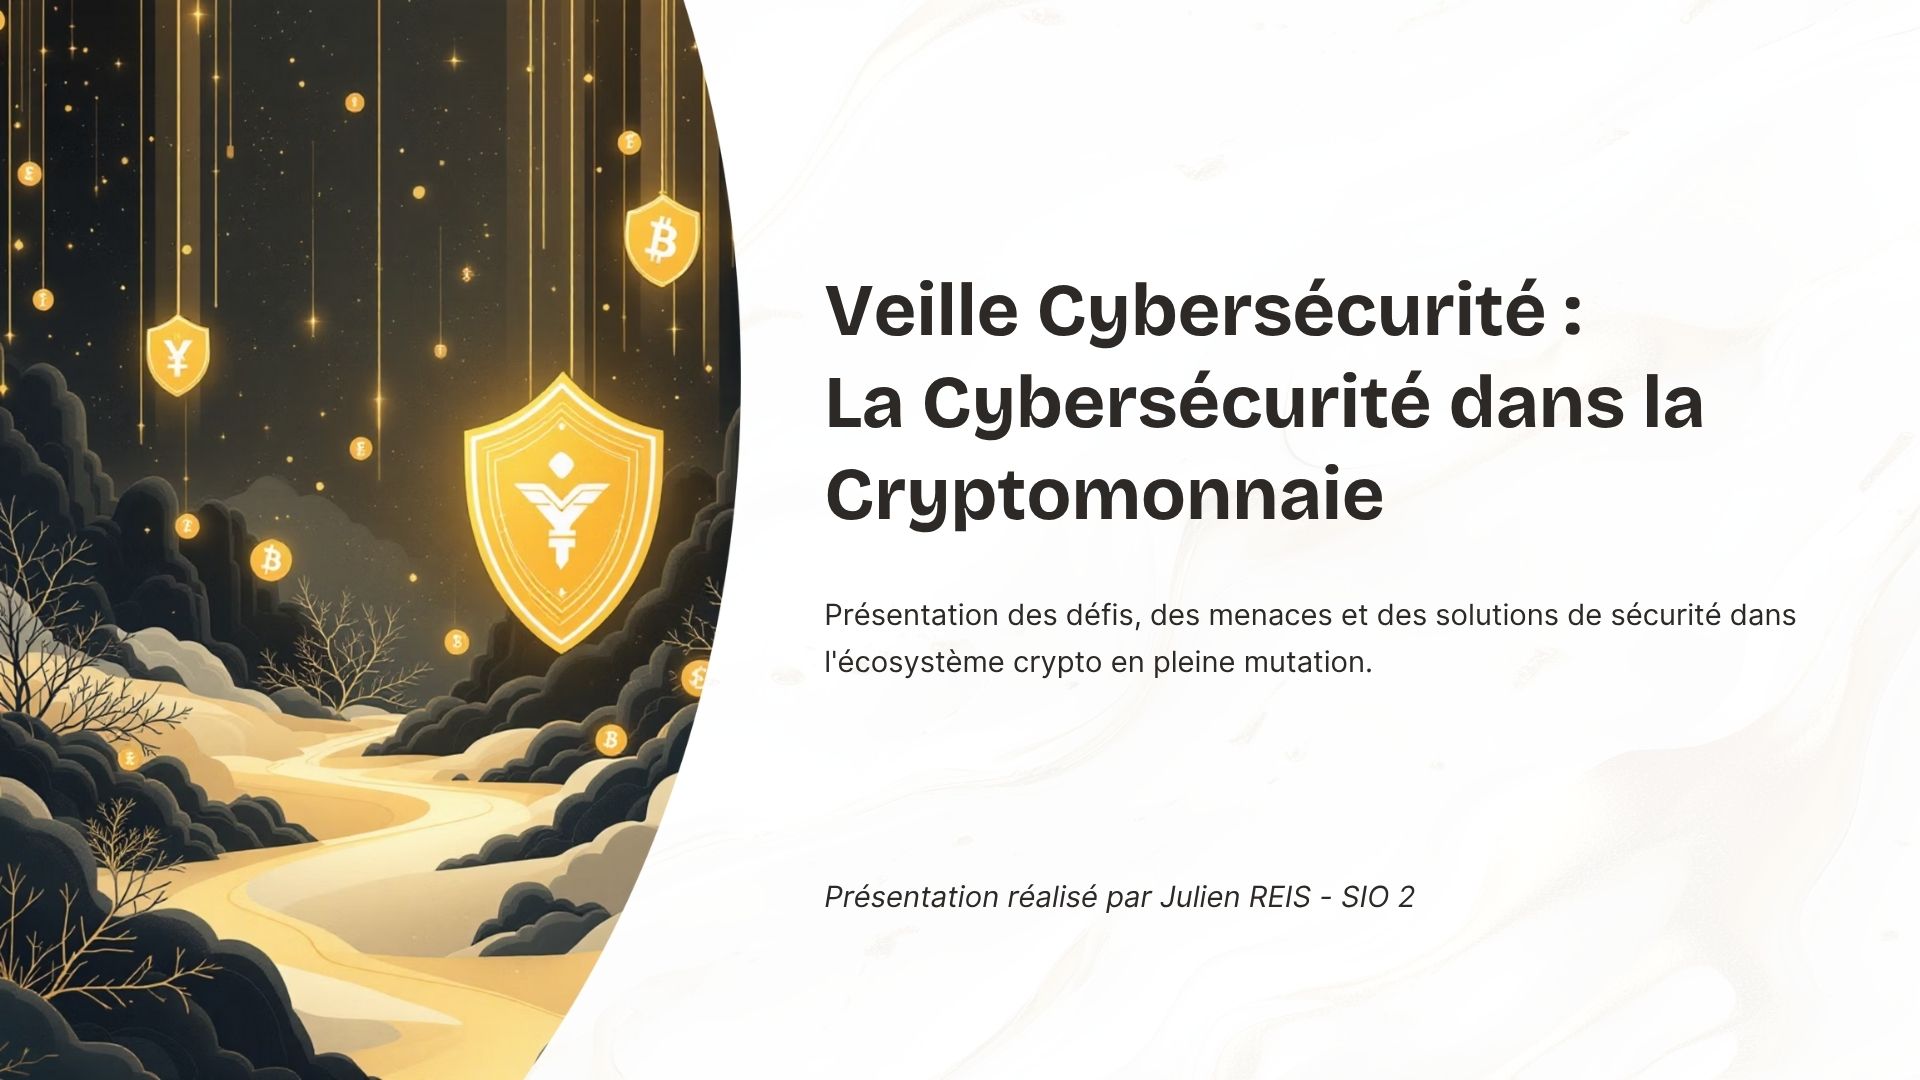 Veille Cybersécurité :
La Cybersécurité dans la
Cryptomonnaie
Présentation des défis, des menaces et des solutions de sécurité dans
l'écosystème crypto en pleine mutation.
Présentation réalisé par Julien REIS - SIO 2